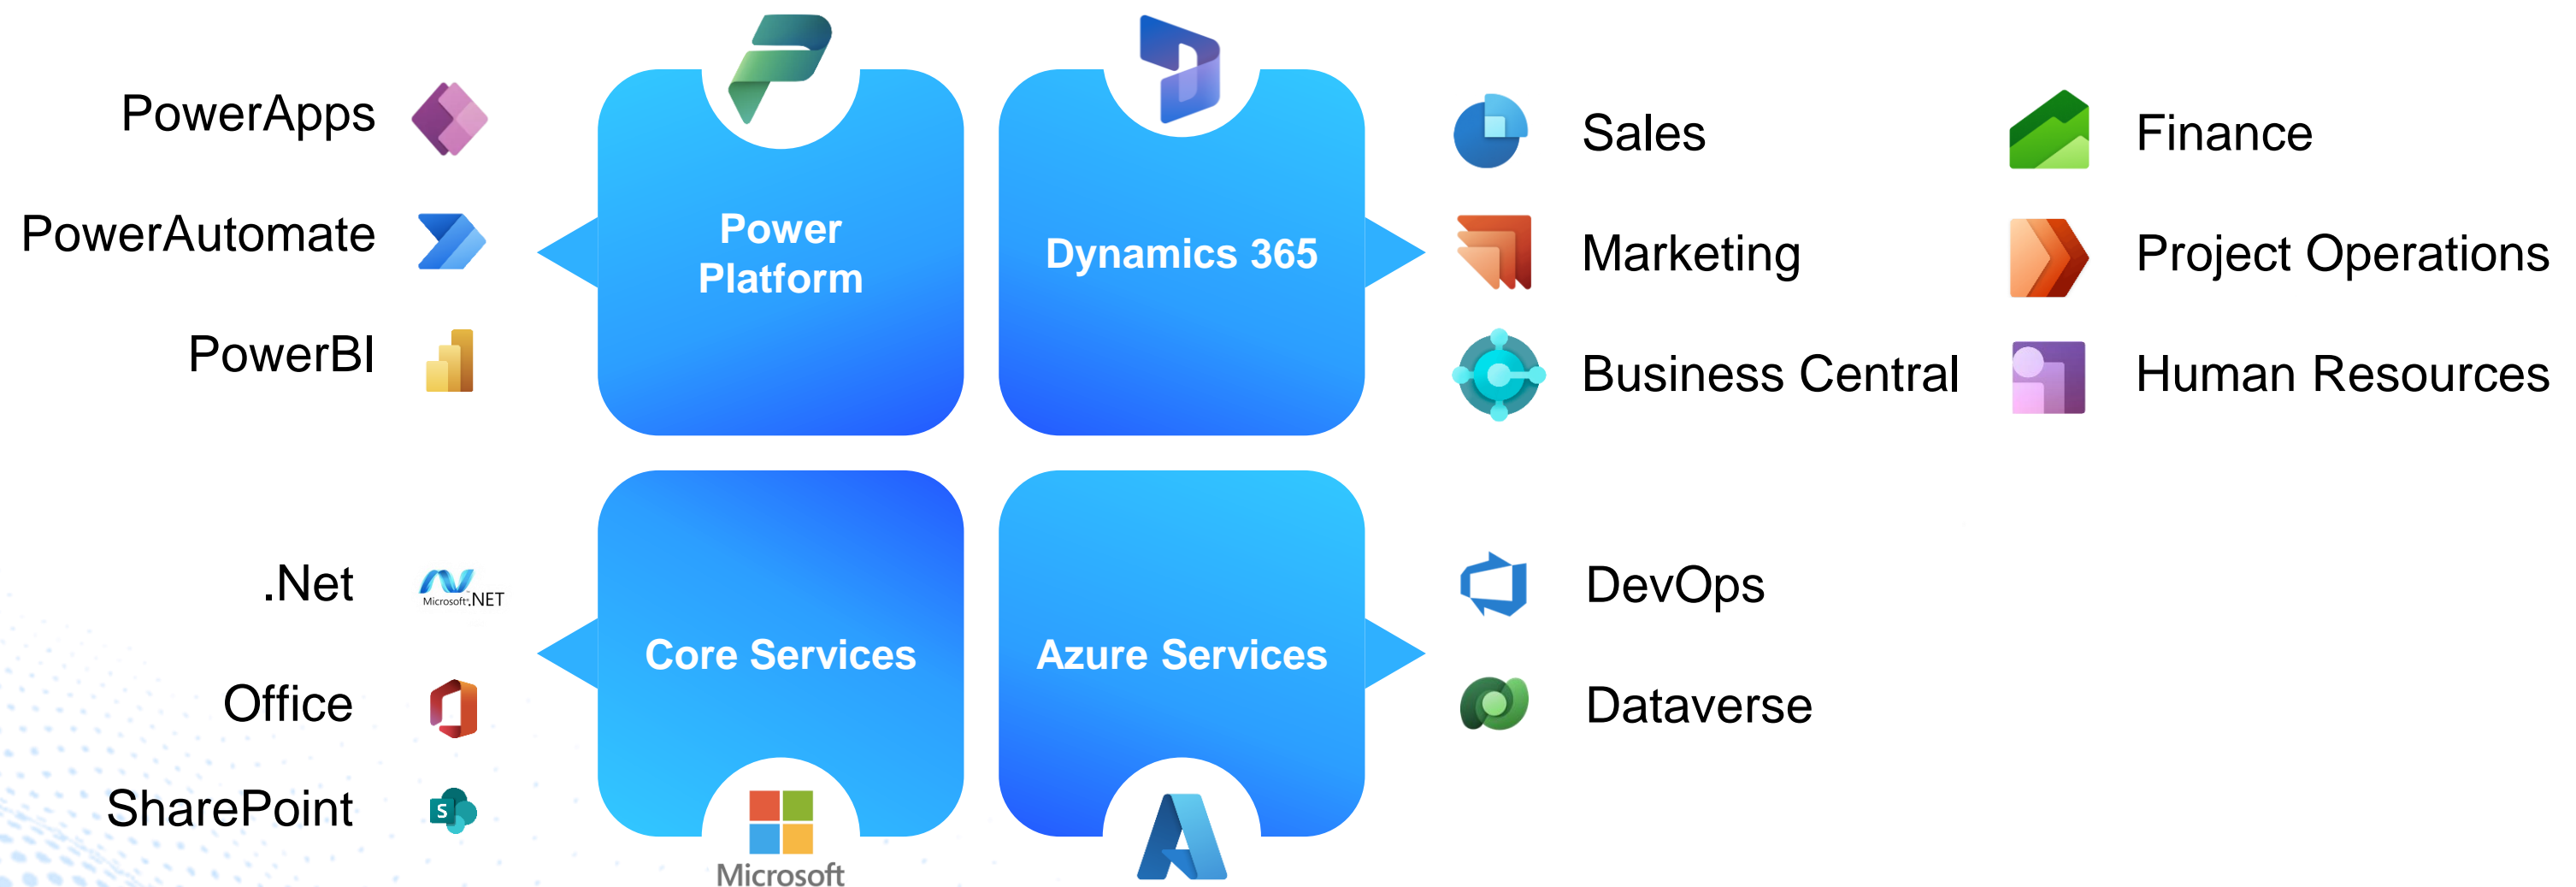 PowerApps
PowerAutomate
PowerBI
Power
Platform
Dynamics 365
Sales
Marketing
Business Central
Finance
Project Operations
Human Resources
.Net
Microsoft .NET
Office
SharePoint
S
Core Services
Microsoft
Azure Services
DevOps
Dataverse